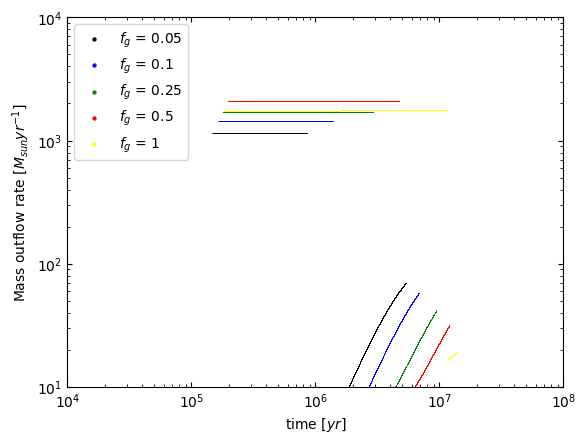 10^4
10^3
10^2
10^1
Mass outflow rate [M_{sun}yr^{-1}]
f_g = 0.05
f_g = 0.1
f_g = 0.25
f_g = 0.5
f_g = 1
10^4 10^5 10^6 10^7 10^8
time [yr]